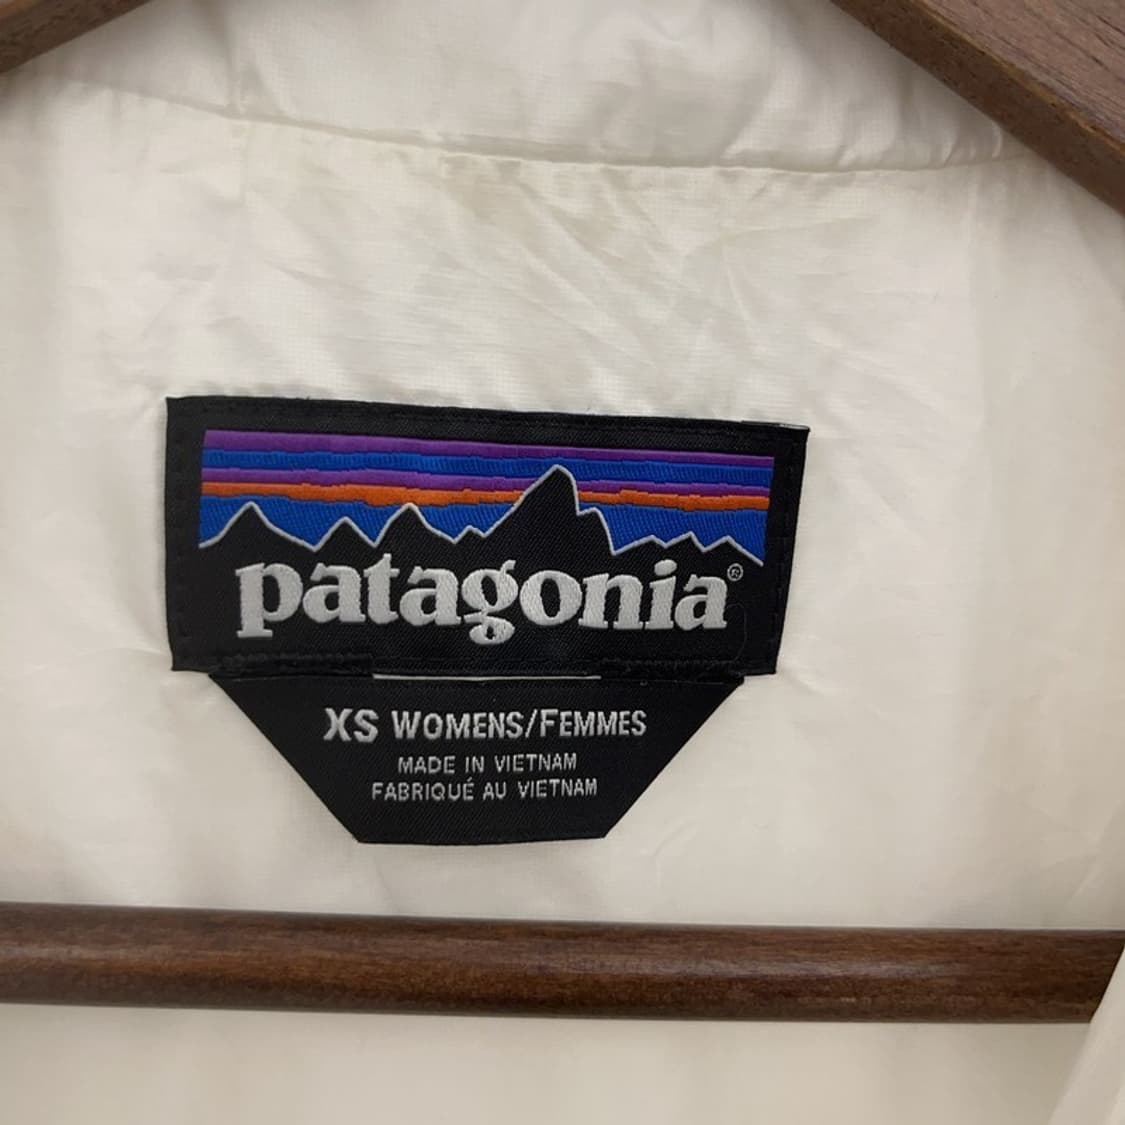 patagonia®
XS WOMENS/FEMMES
MADE IN VIETNAM
FABRIQUÉ AU VIETNAM